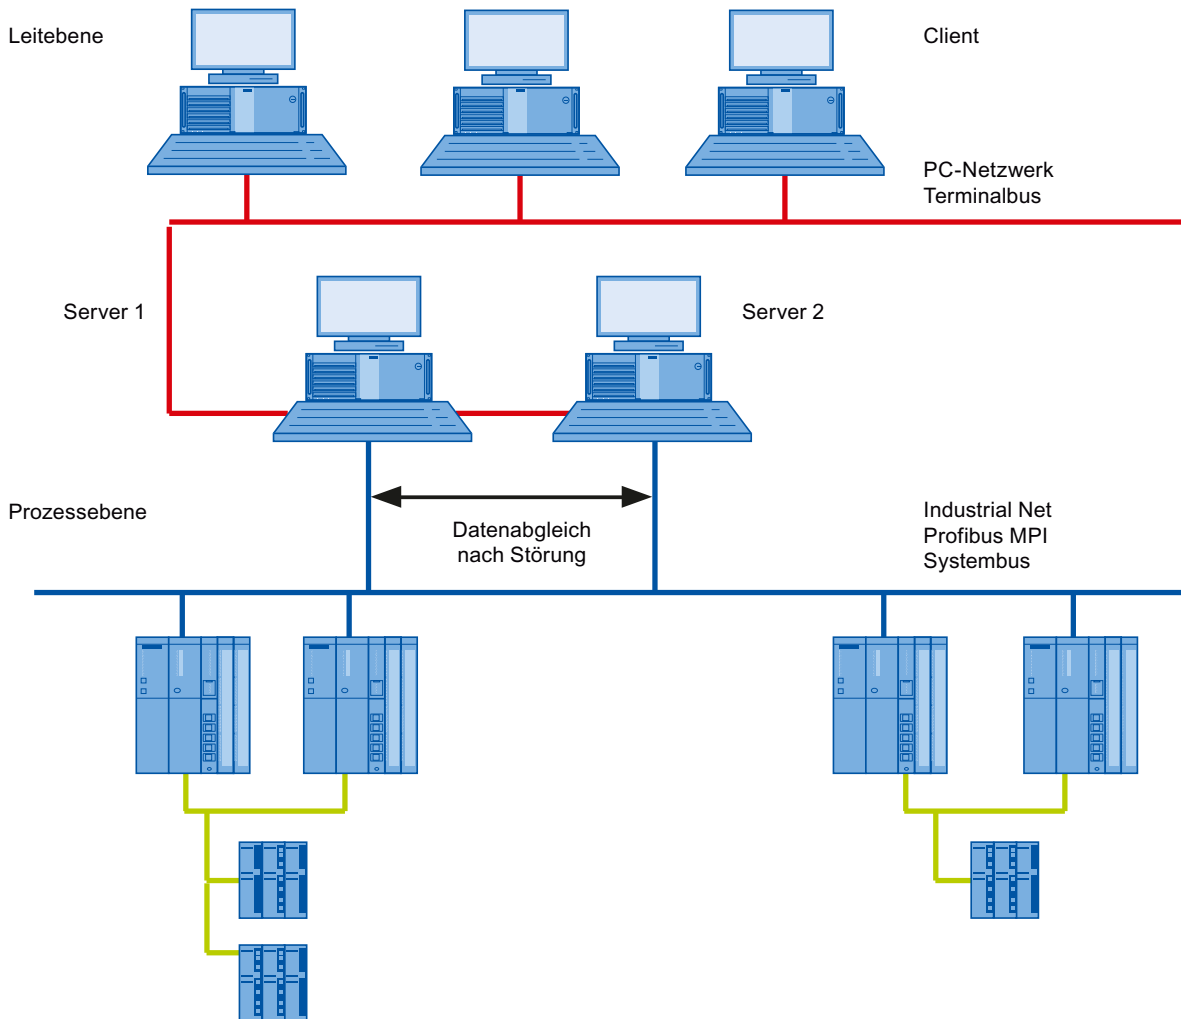 Leitebene
Client
PC-Netzwerk
Terminalbus
Server 1
Server 2
Prozessebene
Datenabgleich
nach Störung
Industrial Net
Profibus MPI
Systembus